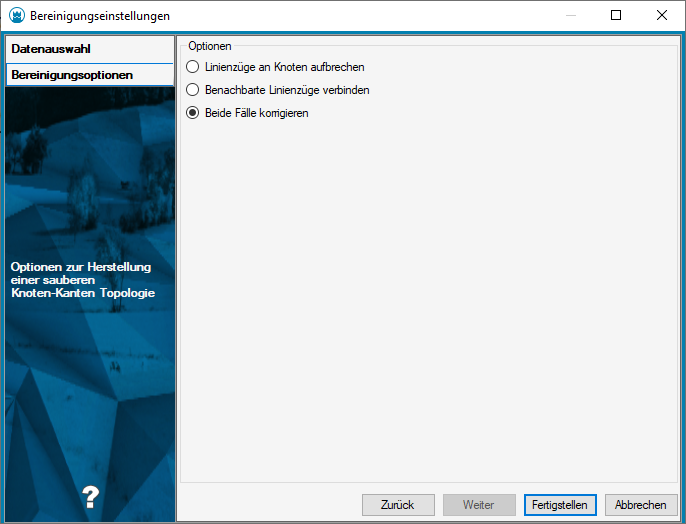 Bereinigungseinstellungen
Datenauswahl
Bereinigungsoptionen
Optionen zur Herstellung
einer sauberen
Knoten-Kanten Topologie
?
Optionen
Linienzüge an Knoten aufbrechen
Benachbarte Linienzüge verbinden
Beide Fälle korrigieren
Zurück
Weiter
Fertigstellen
Abbrechen